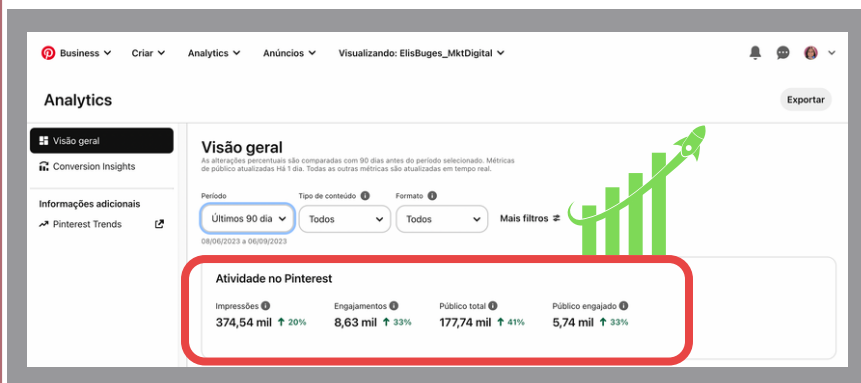 Business Criar Analytics Anúncios Visualizando: ElisBuges_MktDigital
Analytics
Exportar
Visão geral
Conversion Insights
Informações adicionais
Pinterest Trends
Visão geral
As alterações percentuais são comparadas com 90 dias antes do período selecionado. Métricas
de público atualizadas Há 1 dia. Todas as outras métricas são atualizadas em tempo real.
Período Tipo de conteúdo Formato
Últimos 90 dia Todos Todos Mais filtros
08/06/2023 a 06/09/2023
Atividade no Pinterest
Impressões Engajamentos Público total Público engajado
374,54 mil 20% 8,63 mil 33% 177,74 mil 41% 5,74 mil 33%